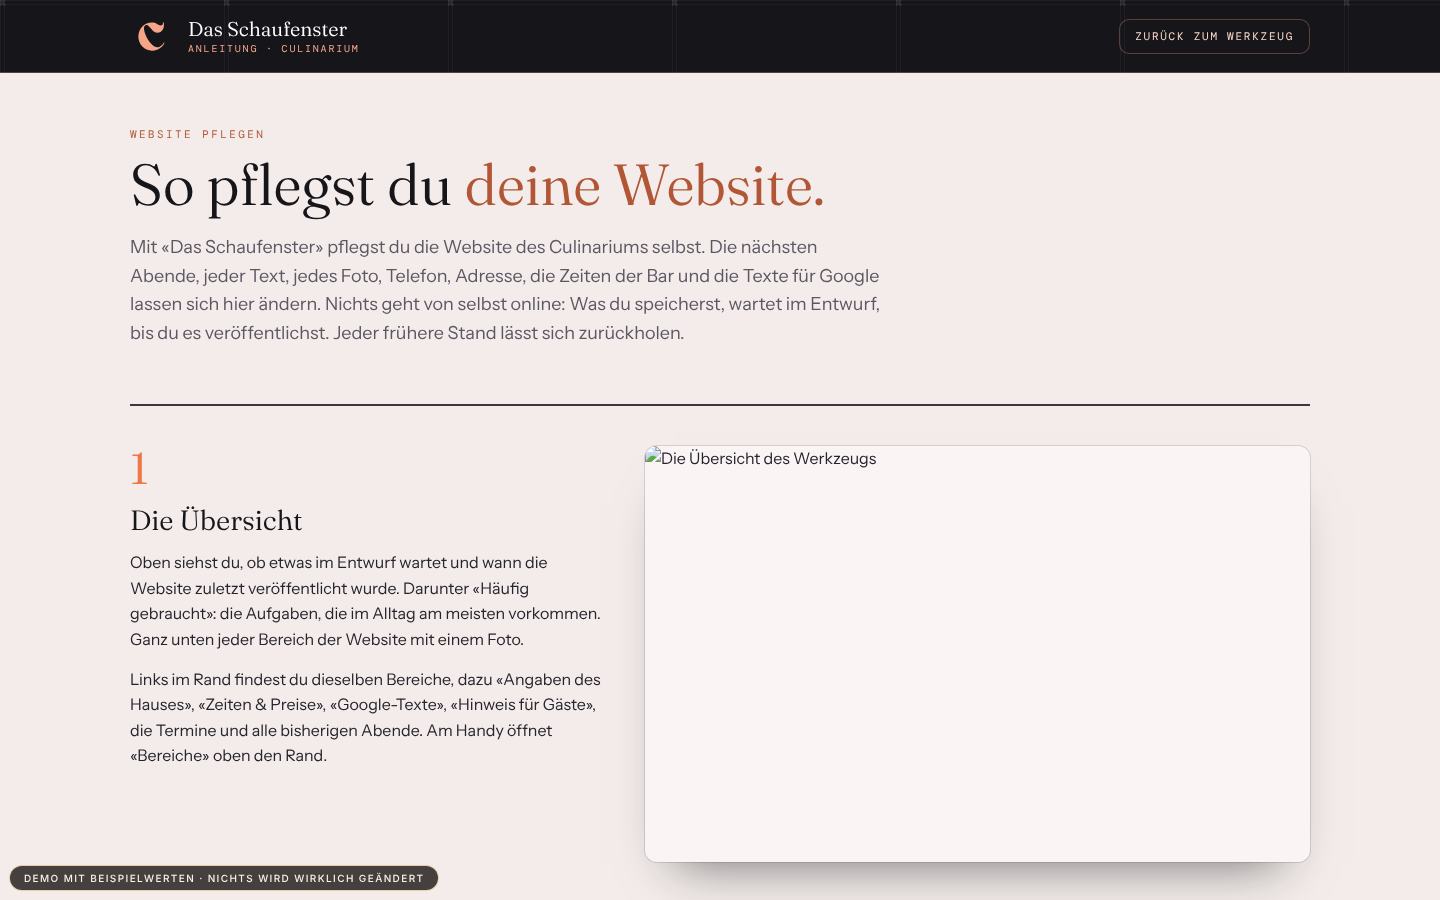 Das Schaufenster
ANLEITUNG · CULINARIUM
ZURÜCK ZUM WERKZEUG
WEBSITE PFLEGEN
So pflegst du deine Website.
Mit «Das Schaufenster» pflegst du die Website des Culinariums selbst. Die nächsten
Abende, jeder Text, jedes Foto, Telefon, Adresse, die Zeiten der Bar und die Texte für Google
lassen sich hier ändern. Nichts geht von selbst online: Was du speicherst, wartet im Entwurf,
bis du es veröffentlichst. Jeder frühere Stand lässt sich zurückholen.
1
Die Übersicht
Oben siehst du, ob etwas im Entwurf wartet und wann die
Website zuletzt veröffentlicht wurde. Darunter «Häufig
gebraucht»: die Aufgaben, die im Alltag am meisten vorkommen.
Ganz unten jeder Bereich der Website mit einem Foto.
Links im Rand findest du dieselben Bereiche, dazu «Angaben des
Hauses», «Zeiten & Preise», «Google-Texte», «Hinweis für Gäste»,
die Termine und alle bisherigen Abende. Am Handy öffnet
«Bereiche» oben den Rand.
Die Übersicht des Werkzeugs
DEMO MIT BEISPIELWERTEN · NICHTS WIRD WIRKLICH GEÄNDERT